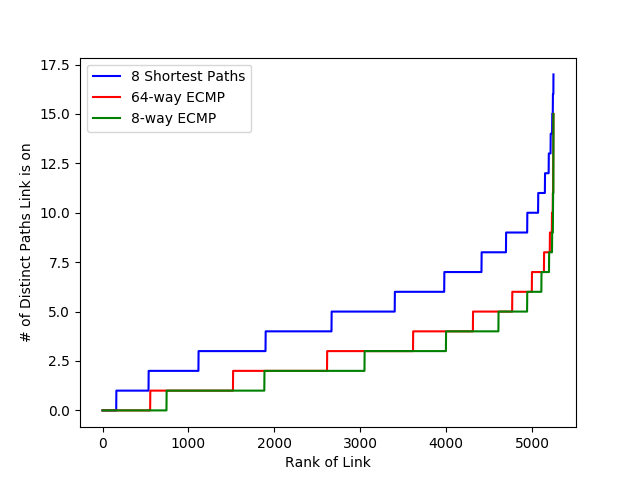 17.5
15.0
12.5
10.0
7.5
5.0
2.5
0.0
# of Distinct Paths Link is on
8 Shortest Paths
64-way ECMP
8-way ECMP
0 1000 2000 3000 4000 5000
Rank of Link